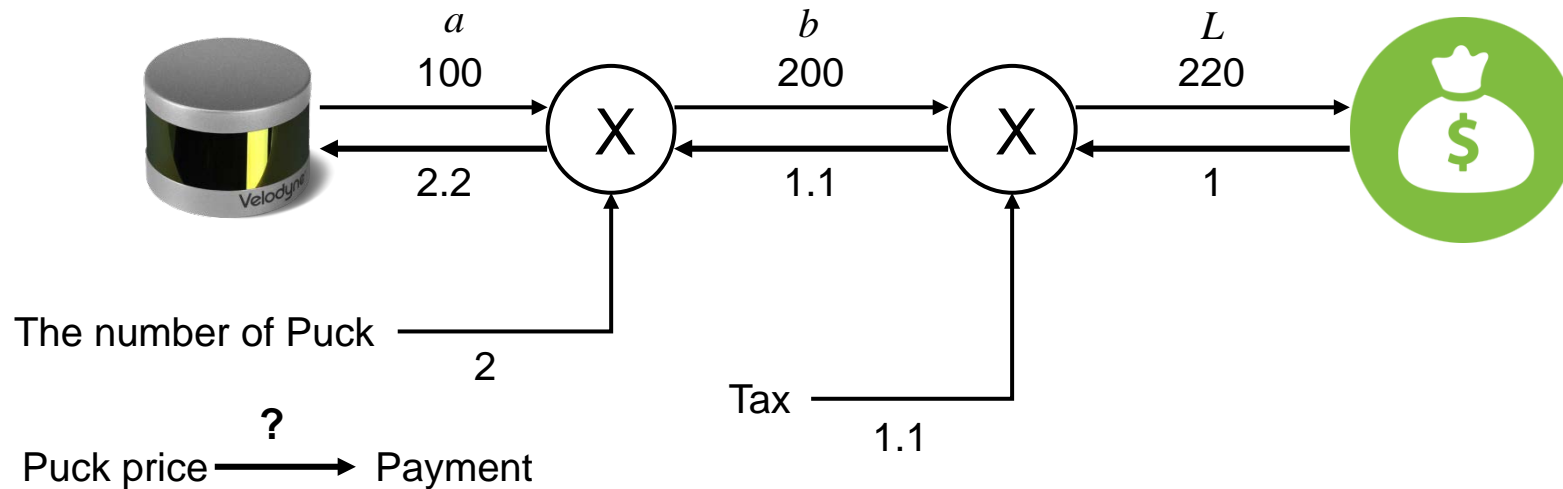 a b L
100 200 220
X X
$
2.2 1.1 1
Velodyne
The number of Puck
2
Tax
1.1
?
Puck price Payment